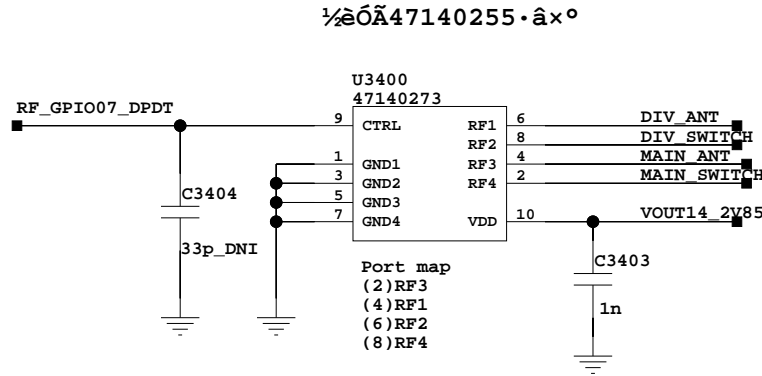 ½èÓÃ47140255·â×°
U3400
47140273
RF_GPIO07_DPDT
9 CTRL
RF1 6 DIV_ANT
RF2 8 DIV_SWITCH
1 GND1
RF3 4 MAIN_ANT
3 GND2
RF4 2 MAIN_SWITCH
5 GND3
7 GND4
VDD 10 VOUT14_2V85
C3404
33p_DNI
C3403
1n
Port map
(2)RF3
(4)RF1
(6)RF2
(8)RF4